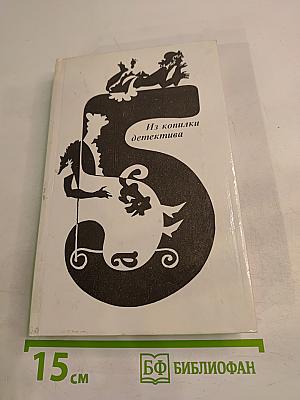 Из копилки
детектива
5
а
15 см
БФ БИБЛИОФАН